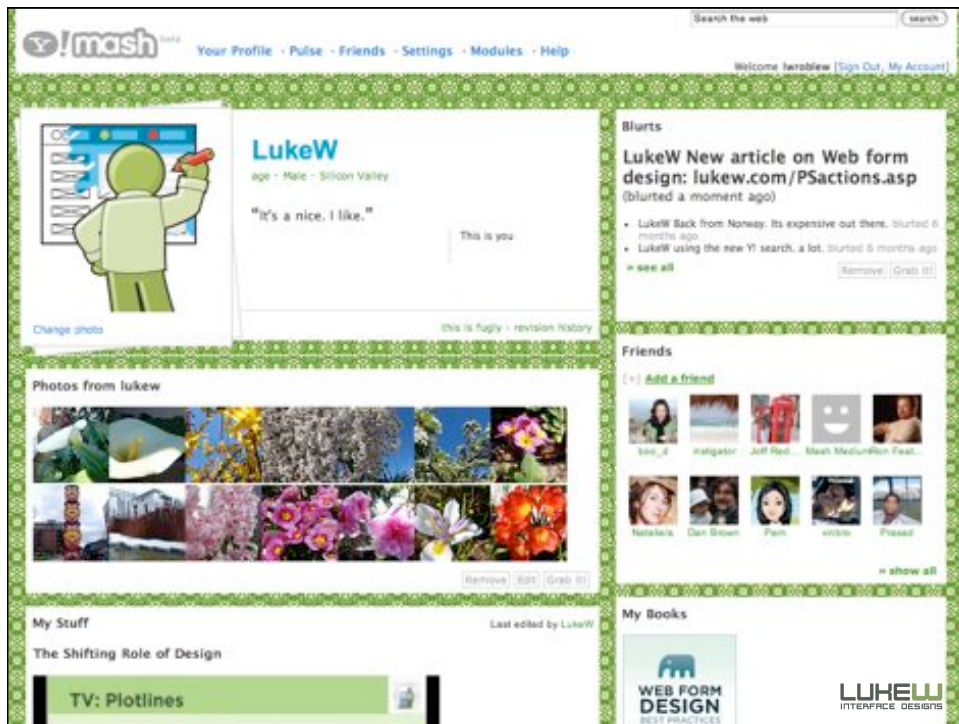 Search the web
search
Y! mash beta
Your Profile · Pulse · Friends · Settings · Modules · Help
Welcome lwroblew [Sign Out, My Account]
LukeW
age · Male · Silicon Valley
"It's a nice. I like."
This is you
Change photo
this is fugly · revision history
Blurts
LukeW New article on Web form
design: lukew.com/PSactions.asp
(blurted a moment ago)
• LukeW Back from Norway. Its expensive out there. blurted 6
months ago
• LukeW using the new Y! search. a lot. blurted 6 months ago
» see all
Remove Grab It!
Photos from lukew
Remove Edit Grab It!
Friends
[+] Add a friend
boo_d instigator Jeff Red... Mash Medium Ron Feat...
Nataliera Dan Brown Pam Prasad
» show all
My Stuff
Last edited by LukeW
The Shifting Role of Design
TV: Plotlines
My Books
WEB FORM
DESIGN
BEST PRACTICES
LUKEW
INTERFACE DESIGNS